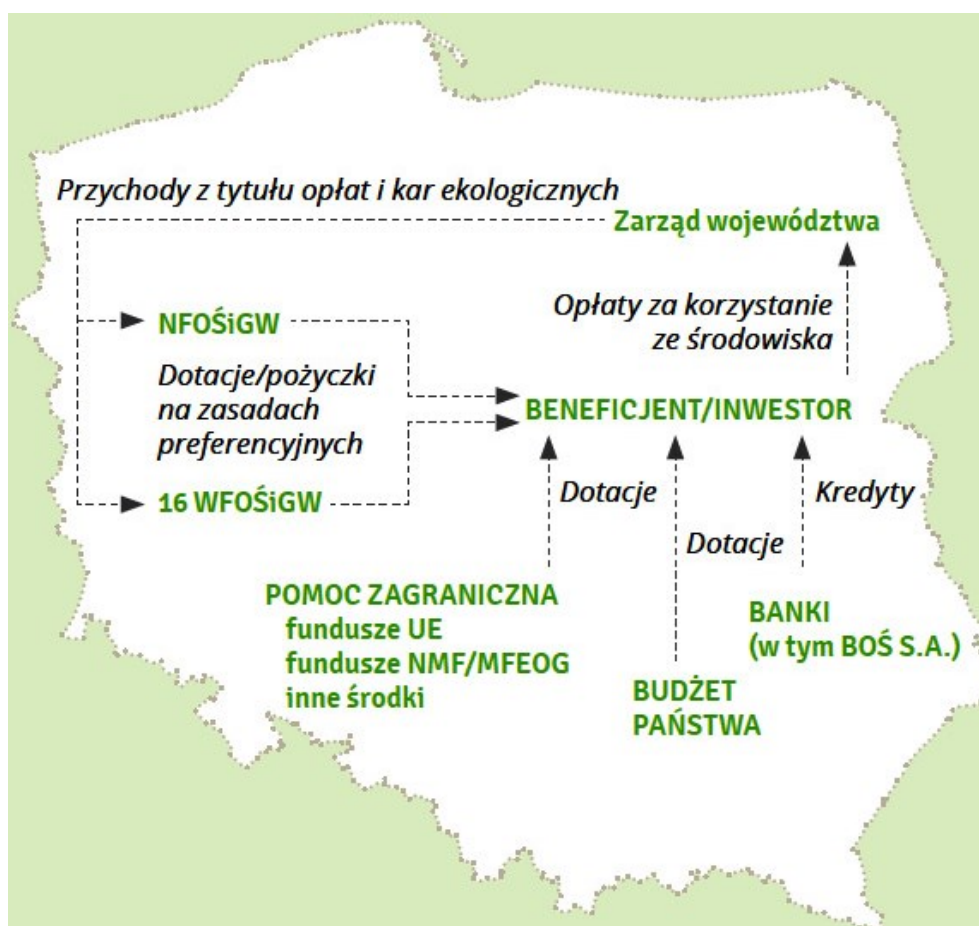 Przychody z tytułu opłat i kar ekologicznych
Zarząd województwa
Opłaty za korzystanie
ze środowiska
NFOŚiGW
Dotacje/pożyczki
na zasadach
preferencyjnych
BENEFICJENT/INWESTOR
16 WFOŚiGW
Dotacje
Kredyty
Dotacje
POMOC ZAGRANICZNA
fundusze UE
fundusze NMF/MFEOG
inne środki
BANKI
(w tym BOŚ S.A.)
BUDŻET
PAŃSTWA